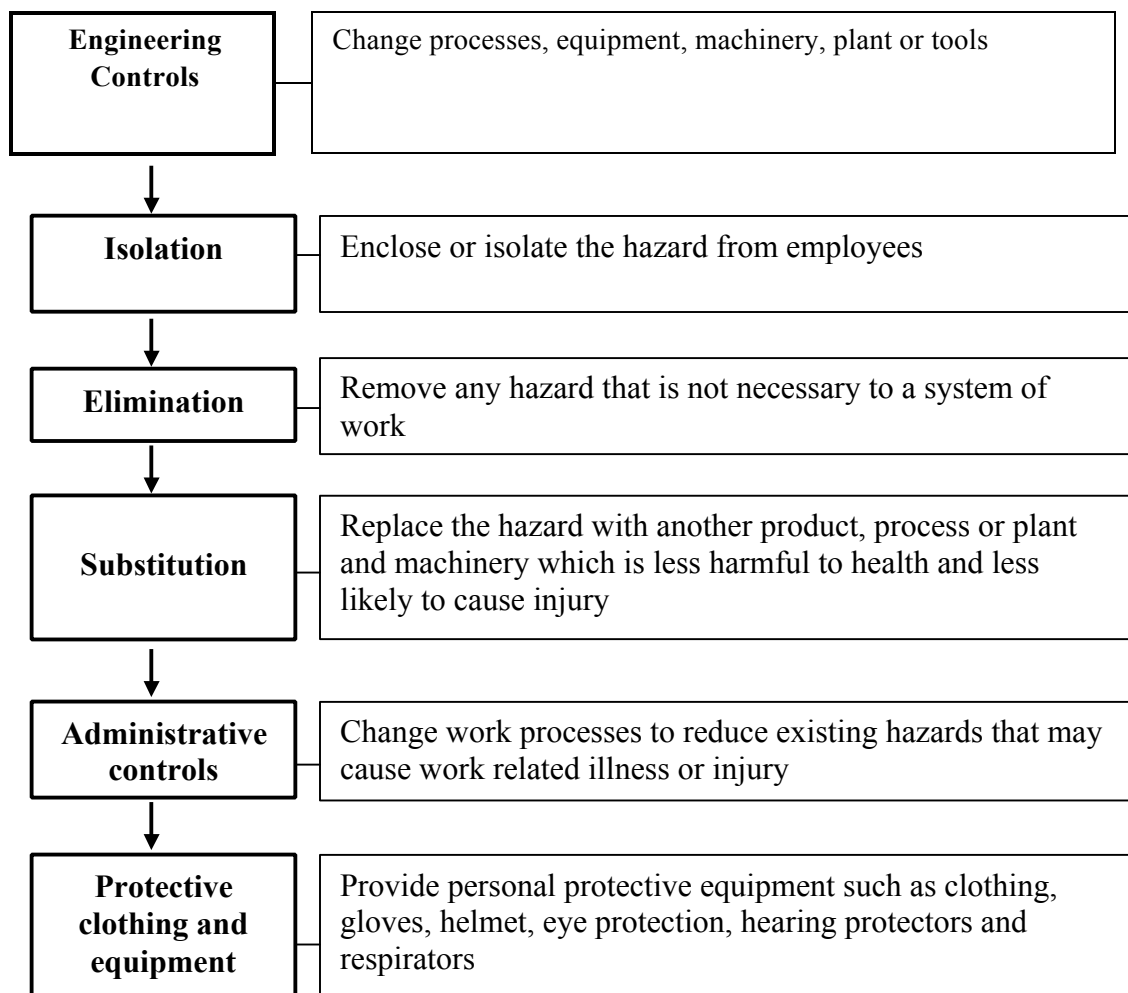 Engineering
Controls
Change processes, equipment, machinery, plant or tools
Isolation
Enclose or isolate the hazard from employees
Elimination
Remove any hazard that is not necessary to a system of
work
Substitution
Replace the hazard with another product, process or plant
and machinery which is less harmful to health and less
likely to cause injury
Administrative
controls
Change work processes to reduce existing hazards that may
cause work related illness or injury
Protective
clothing and
equipment
Provide personal protective equipment such as clothing,
gloves, helmet, eye protection, hearing protectors and
respirators